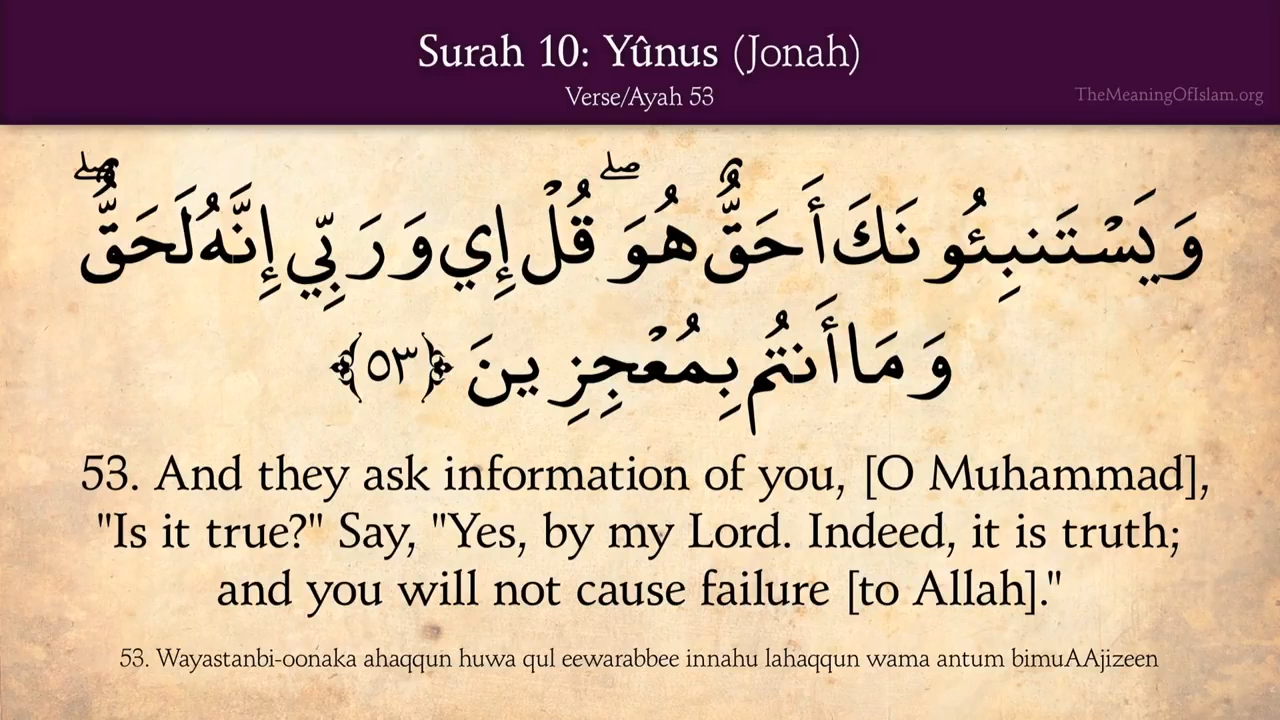 Surah 10: Yûnus (Jonah)
Verse/Ayah 53
TheMeaningOfIslam.org
وَيَسْتَنبِئُونَكَ أَحَقٌّ هُوَ ۖ قُلْ إِي وَرَبِّي إِنَّهُ لَحَقٌّ ۖ
وَمَا أَنتُم بِمُعْجِزِينَ ﴿٥٣﴾
53. And they ask information of you, [O Muhammad],
"Is it true?" Say, "Yes, by my Lord. Indeed, it is truth;
and you will not cause failure [to Allah]."
53. Wayastanbi-oonaka ahaqqun huwa qul eewarabbee innahu lahaqqun wama antum bimuAAjizeen